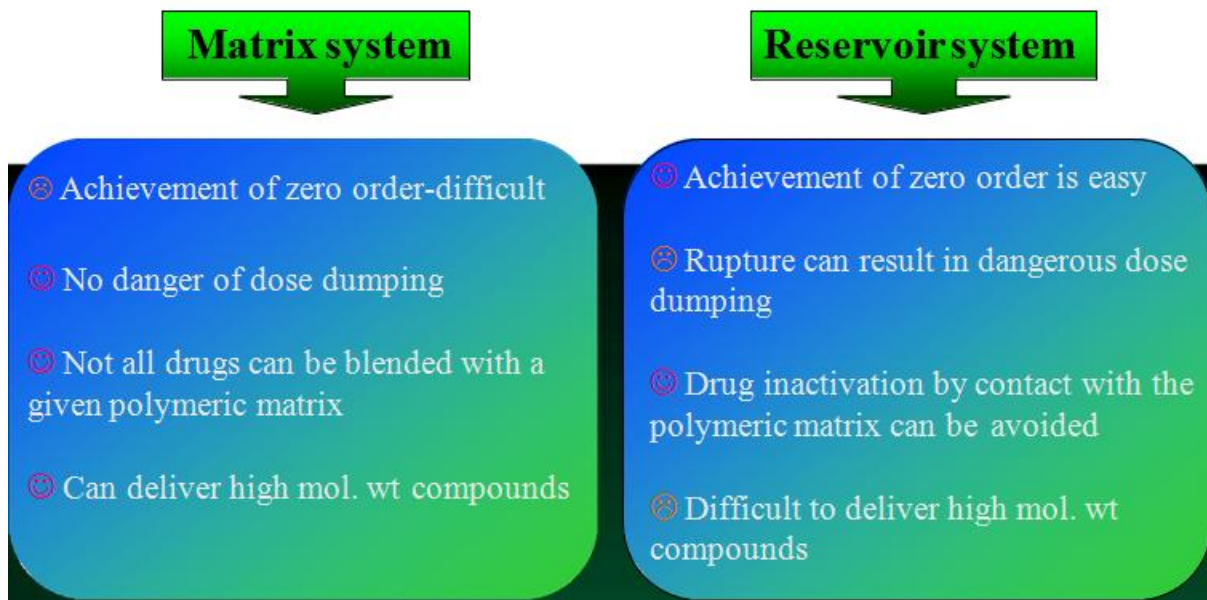 Matrix system
Achievement of zero order-difficult
No danger of dose dumping
Not all drugs can be blended with a
given polymeric matrix
Can deliver high mol. wt compounds
Reservoir system
Achievement of zero order is easy
Rupture can result in dangerous dose
dumping
Drug inactivation by contact with the
polymeric matrix can be avoided
Difficult to deliver high mol. wt
compounds